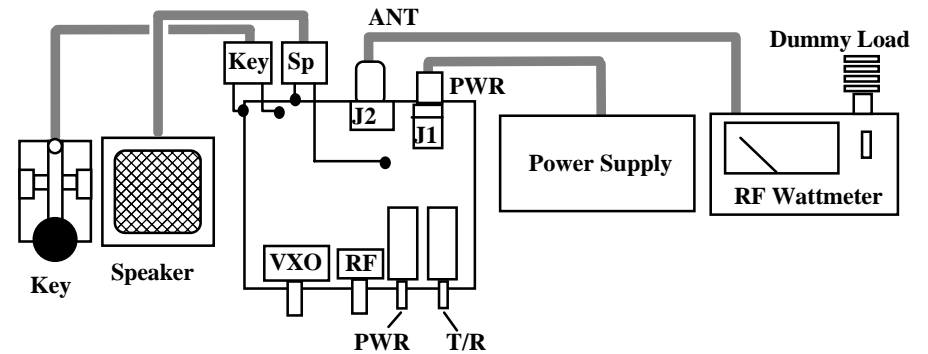 ANT
Dummy Load
Key
Sp
PWR
J2
J1
Power Supply
RF Wattmeter
VXO
RF
Speaker
Key
PWR
T/R